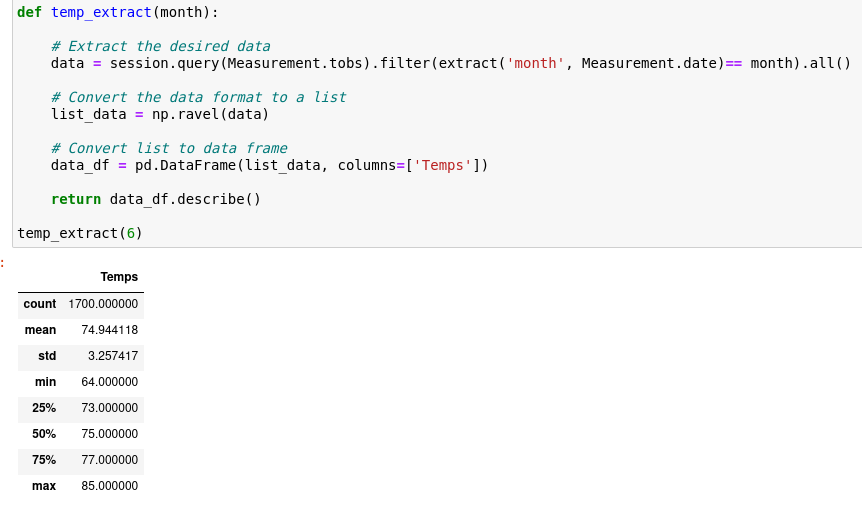 def temp_extract(month):
    # Extract the desired data
    data = session.query(Measurement.tobs).filter(extract('month', Measurement.date)== month).all()
    # Convert the data format to a list
    list_data = np.ravel(data)
    # Convert list to data frame
    data_df = pd.DataFrame(list_data, columns=['Temps'])
    return data_df.describe()
temp_extract(6)
:
Temps
count 1700.000000
mean 74.944118
std 3.257417
min 64.000000
25% 73.000000
50% 75.000000
75% 77.000000
max 85.000000